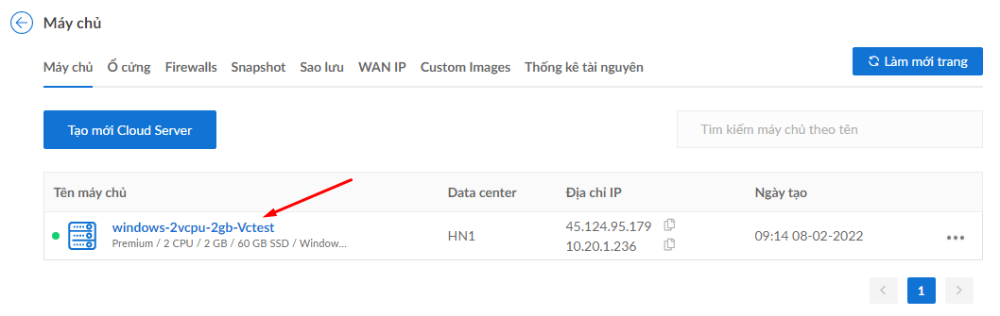 Máy chủ
Máy chủ Ổ cứng Firewalls Snapshot Sao lưu WAN IP Custom Images Thống kê tài nguyên
Làm mới trang
Tạo mới Cloud Server
Tìm kiếm máy chủ theo tên
Tên máy chủ Data center Địa chỉ IP Ngày tạo
windows-2vcpu-2gb-Vctest
Premium / 2 CPU / 2 GB / 60 GB SSD / Window...
HN1
45.124.95.179
10.20.1.236
09:14 08-02-2022
1